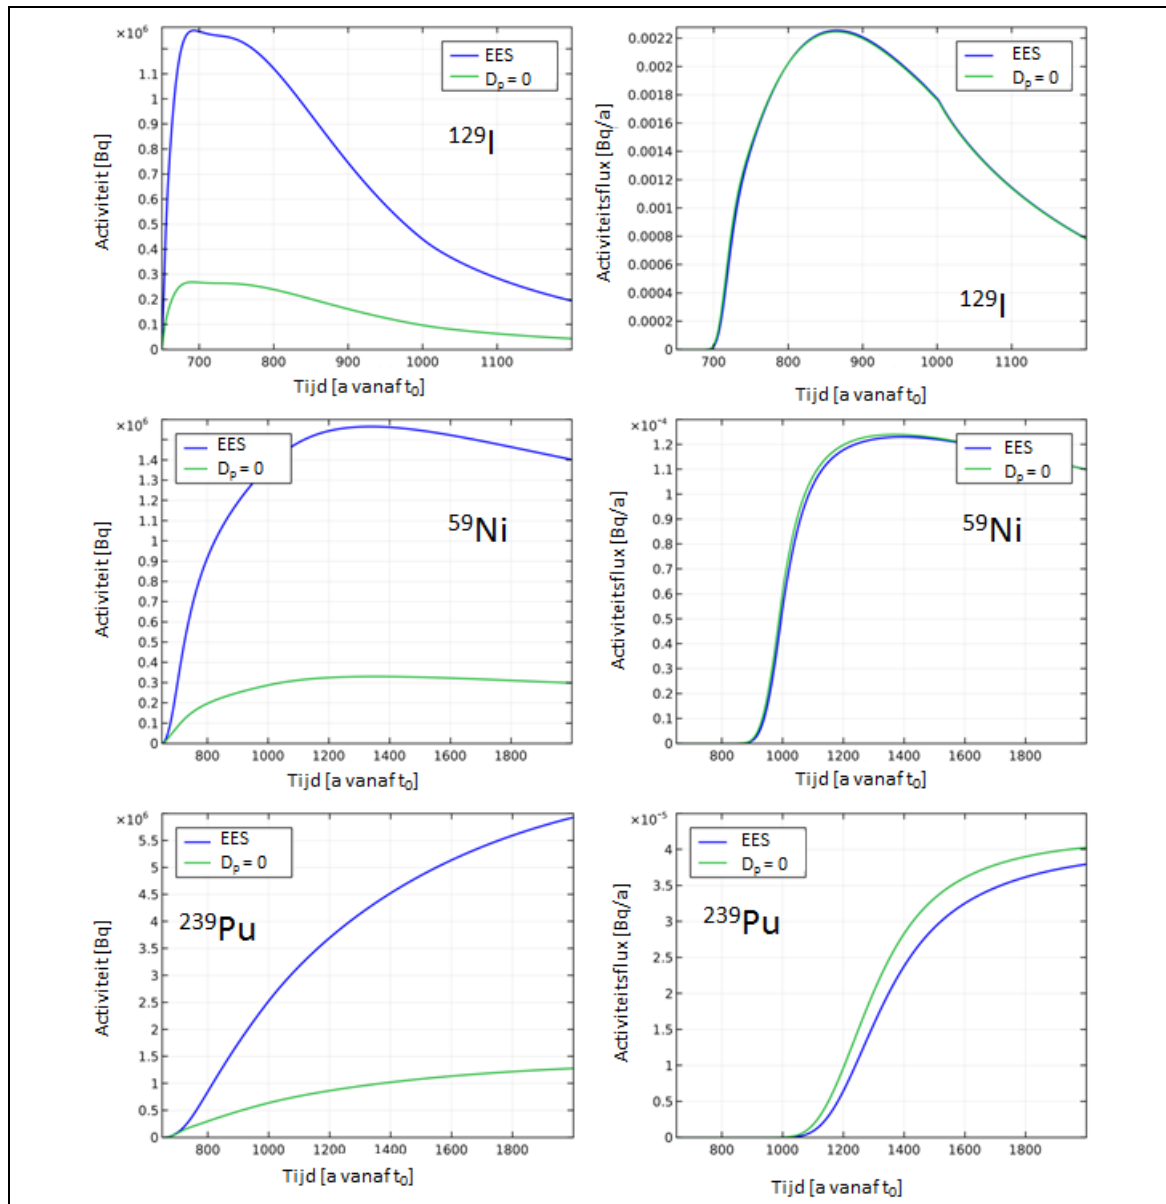 ×10⁶
EES
Dₚ = 0
¹²⁹I
Activiteit [Bq]
1.1
1
0.9
0.8
0.7
0.6
0.5
0.4
0.3
0.2
0.1
0
700 800 900 1000 1100
Tijd [a vanaf t₀]
EES
Dₚ = 0
¹²⁹I
Activiteitsflux [Bq/a]
0.0022
0.002
0.0018
0.0016
0.0014
0.0012
0.001
0.0008
0.0006
0.0004
0.0002
0
700 800 900 1000 1100
Tijd [a vanaf t₀]
×10⁶
EES
Dₚ = 0
⁵⁹Ni
Activiteit [Bq]
1.4
1.3
1.2
1.1
1
0.9
0.8
0.7
0.6
0.5
0.4
0.3
0.2
0.1
0
800 1000 1200 1400 1600 1800
Tijd [a vanaf t₀]
×10⁻⁴
EES
Dₚ = 0
⁵⁹Ni
Activiteitsflux [Bq/a]
1.2
1.1
1
0.9
0.8
0.7
0.6
0.5
0.4
0.3
0.2
0.1
0
800 1000 1200 1400 1600 1800
Tijd [a vanaf t₀]
×10⁶
EES
Dₚ = 0
²³⁹Pu
Activiteit [Bq]
5.5
5
4.5
4
3.5
3
2.5
2
1.5
1
0.5
0
800 1000 1200 1400 1600 1800
Tijd [a vanaf t₀]
×10⁻⁵
EES
Dₚ = 0
²³⁹Pu
Activiteitsflux [Bq/a]
4
3.5
3
2.5
2
1.5
1
0.5
0
800 1000 1200 1400 1600 1800
Tijd [a vanaf t₀]